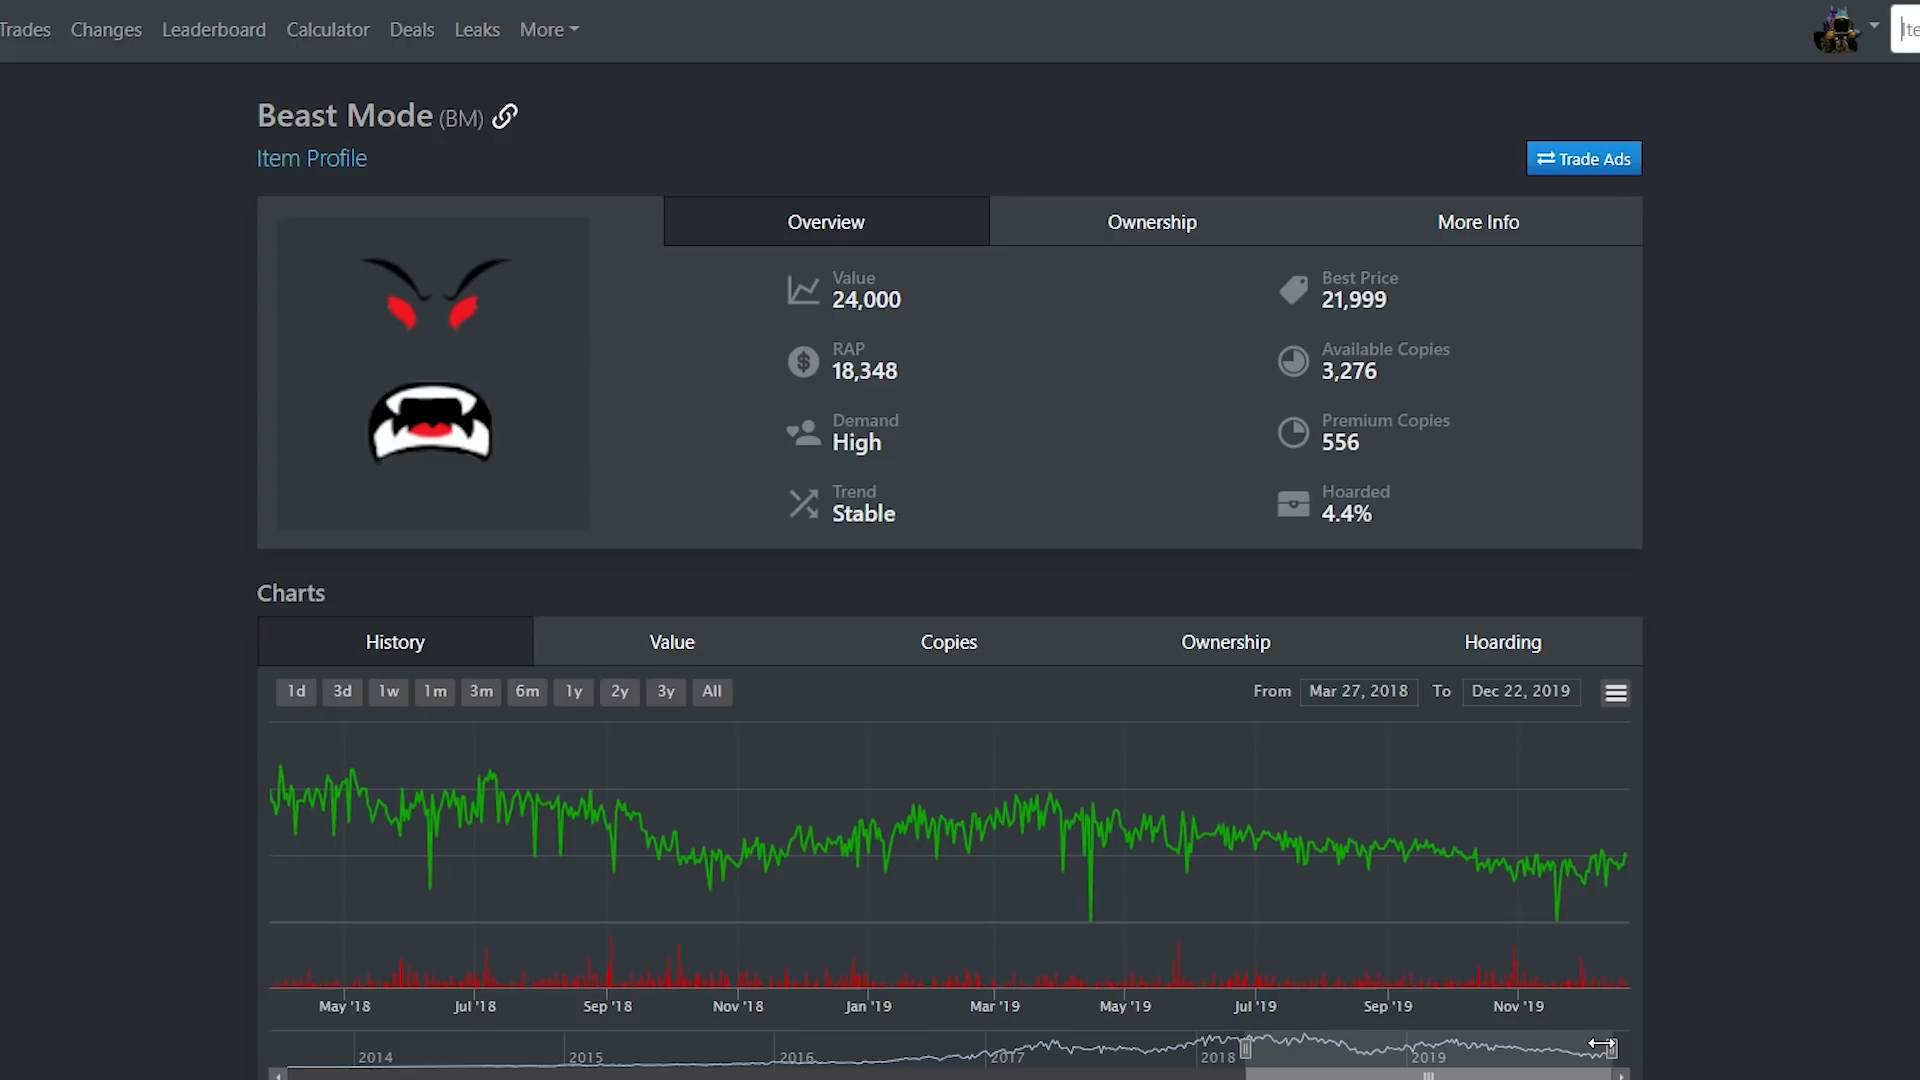 Trades Changes Leaderboard Calculator Deals Leaks More
Beast Mode (BM)
Item Profile
Trade Ads
Overview Ownership More Info
Value
24,000
Best Price
21,999
RAP
18,348
Available Copies
3,276
Demand
High
Premium Copies
556
Trend
Stable
Hoarded
4.4%
Charts
History Value Copies Ownership Hoarding
1d 3d 1w 1m 3m 6m 1y 2y 3y All From Mar 27, 2018 To Dec 22, 2019
May '18 Jul '18 Sep '18 Nov '18 Jan '19 Mar '19 May '19 Jul '19 Sep '19 Nov '19
2014 2015 2016 2017 2018 2019